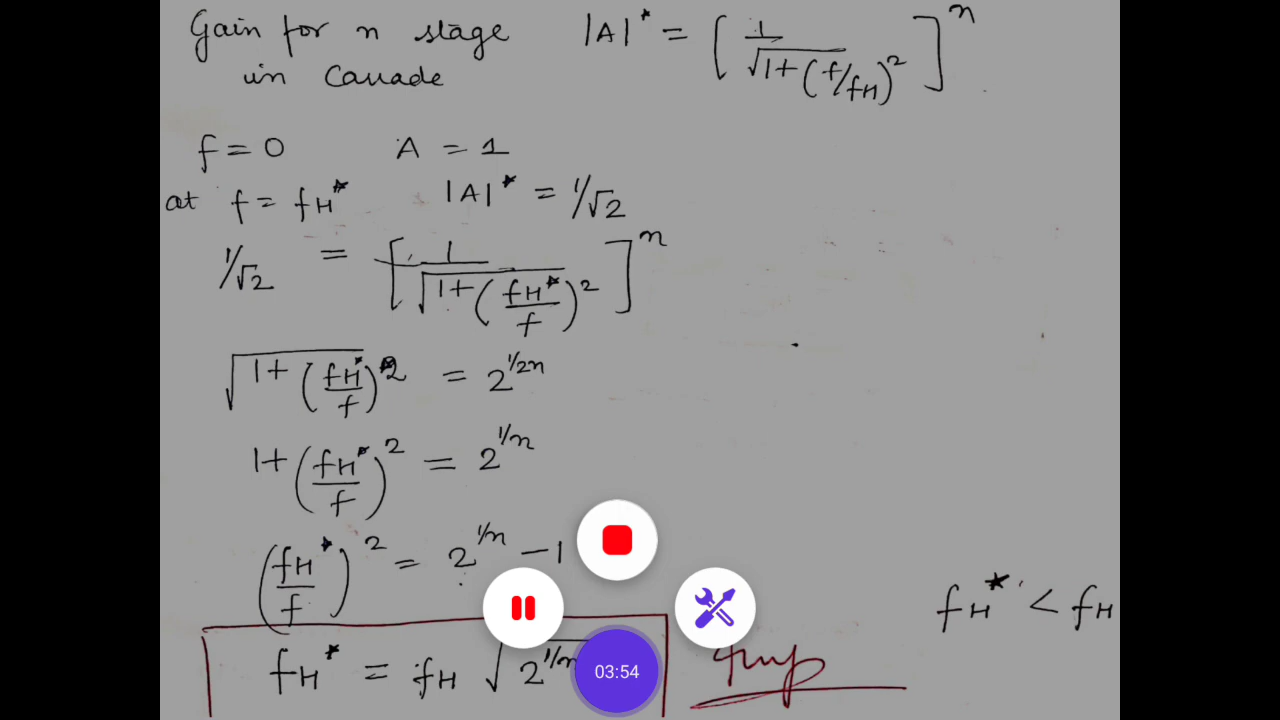 Gain for n stage |A|* = [1/√1+(f/fH)²]ⁿ
in Cascade
f = 0 A = 1
at f = fH* |A|* = 1/√2
1/√2 = [1/√1+(fH*/f)²]ⁿ
√1+(fH*/f)² = 2^1/2n
1+(fH*/f)² = 2^1/n
(fH*/f)² = 2^1/n − 1
fH* < fH
fH* = fH √2^1/n
Imp
03:54